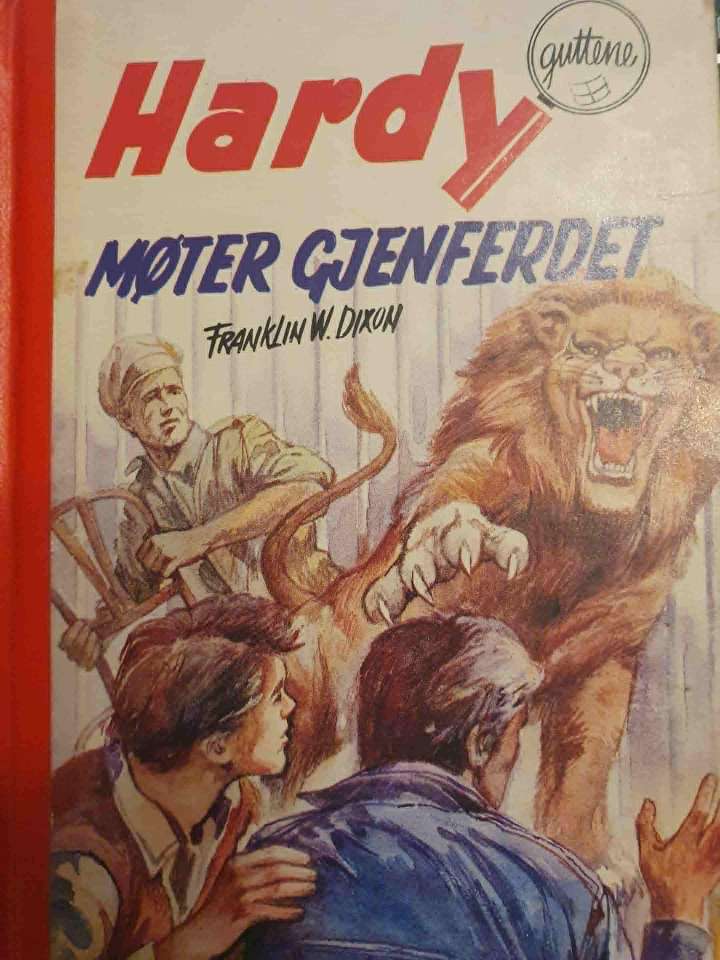 Hardy
guttene
MØTER GJENFERDET
FRANKLIN W. DIXON